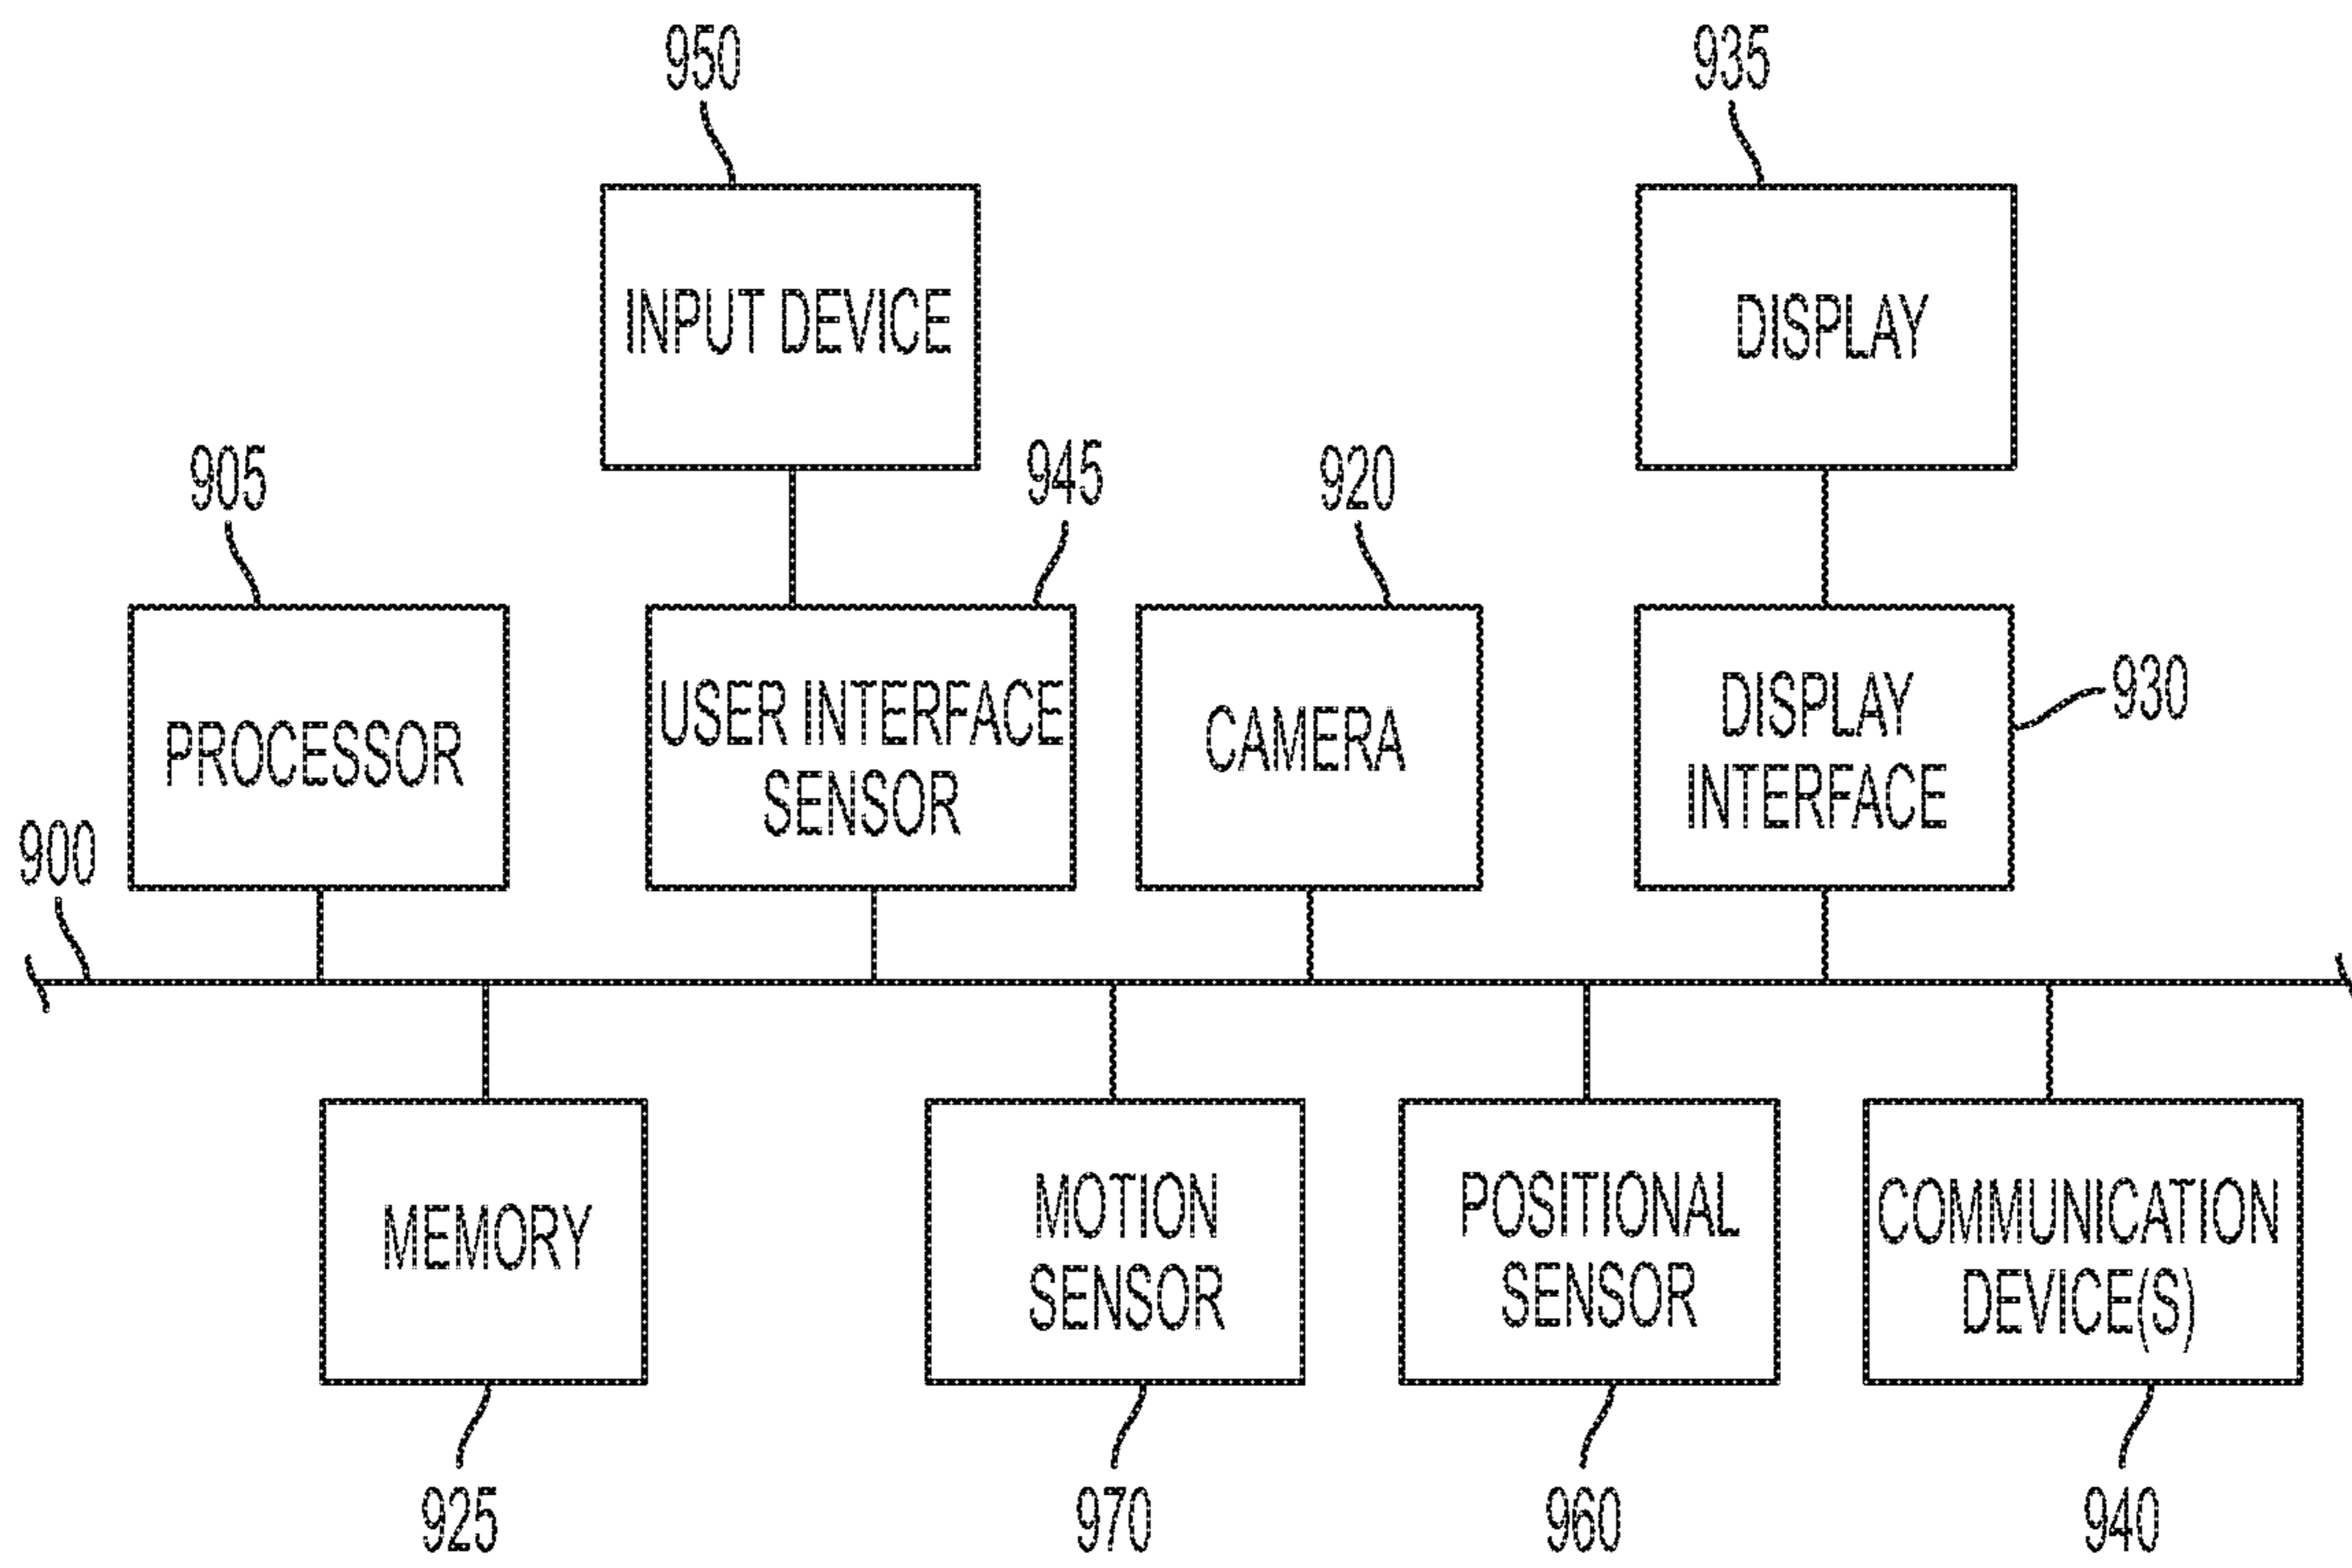 950
935
INPUT DEVICE
DISPLAY
905
945
920
PROCESSOR
USER INTERFACE
SENSOR
CAMERA
DISPLAY
INTERFACE
930
900
MEMORY
MOTION
SENSOR
POSITIONAL
SENSOR
COMMUNICATION
DEVICE(S)
925
970
960
940